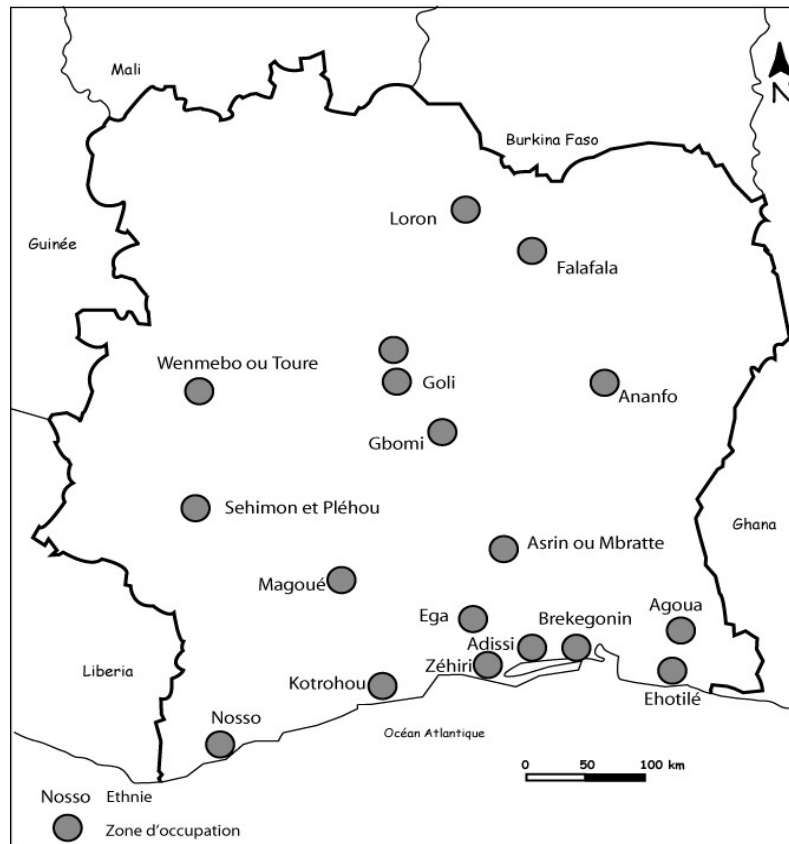 Mali
N
Burkina Faso
Loron
Guinée
Falafala
Wenmebo ou Toure
Goli
Ananfo
Gbomi
Sehimon et Pléhou
Ghana
Asrin ou Mbratte
Magoué
Ega
Brekegonin
Agoua
Adissi
Liberia
Zéhiri
Kotrohou
Ehotilé
Nosso
Océan Atlantique
0 50 100 km
Nosso Ethnie
Zone d'occupation